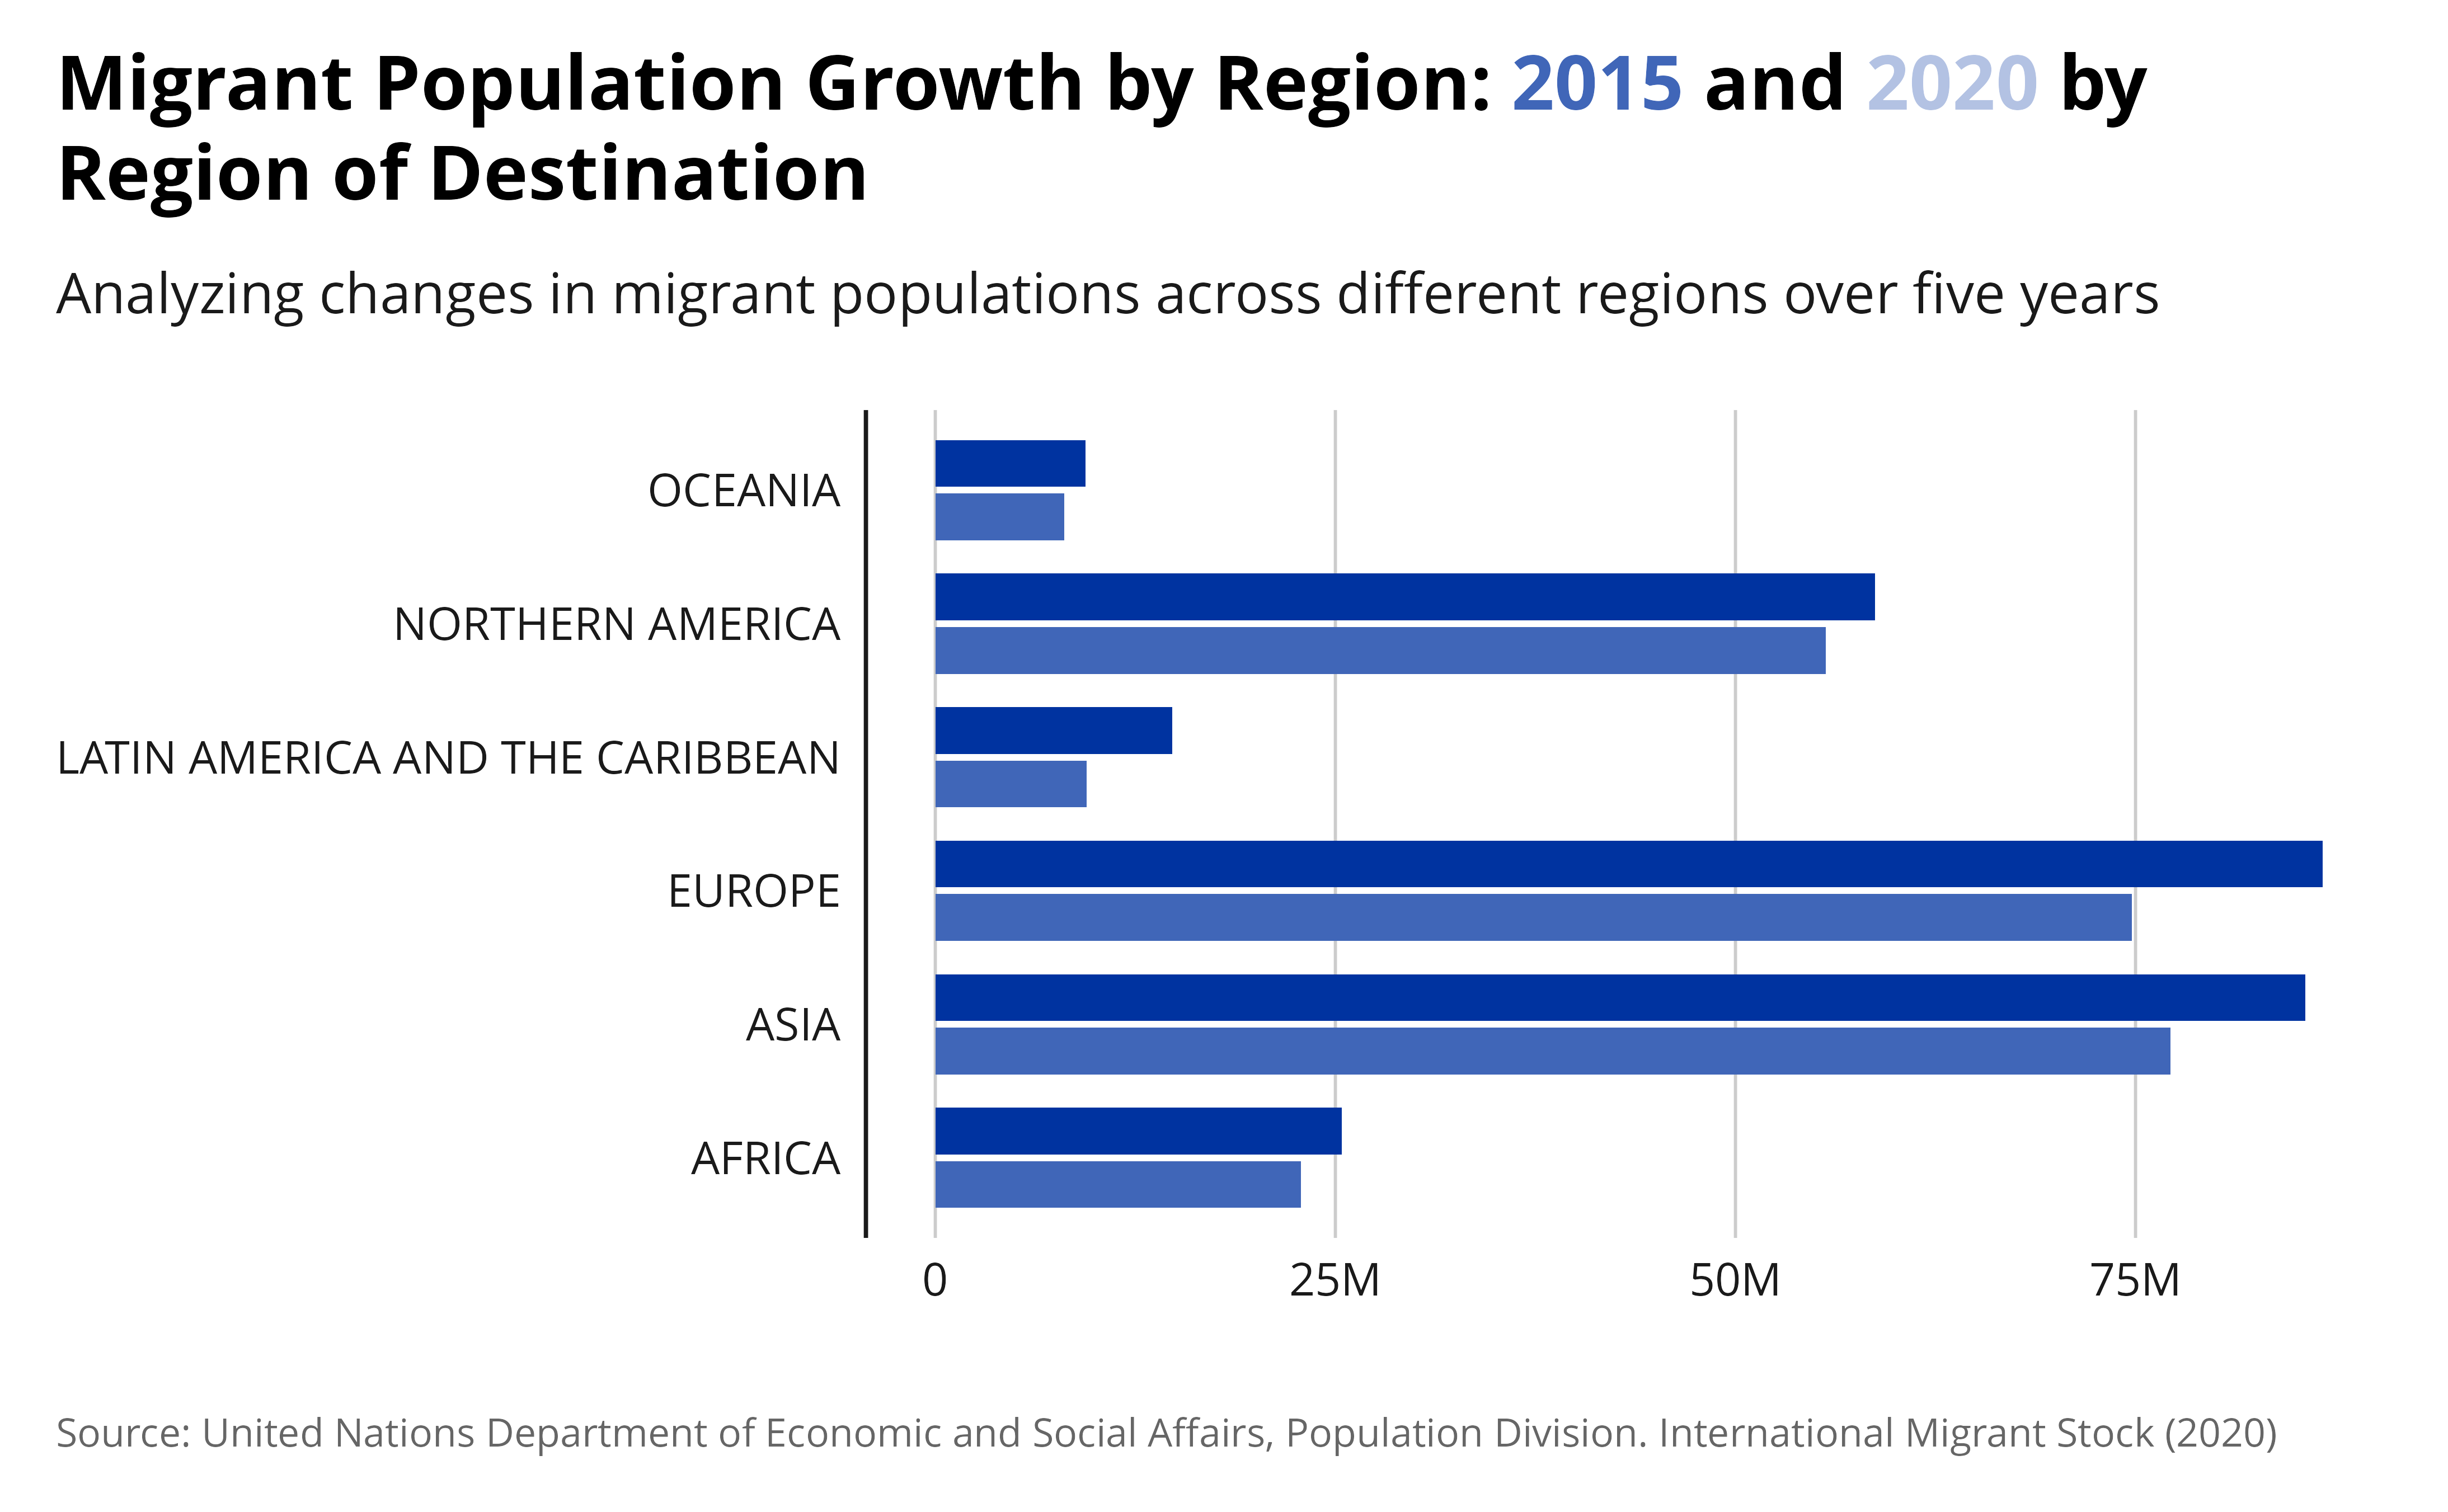 Migrant Population Growth by Region: 2015 and 2020 by
Region of Destination
Analyzing changes in migrant populations across different regions over five years
OCEANIA
NORTHERN AMERICA
LATIN AMERICA AND THE CARIBBEAN
EUROPE
ASIA
AFRICA
0 25M 50M 75M
Source: United Nations Department of Economic and Social Affairs, Population Division. International Migrant Stock (2020)